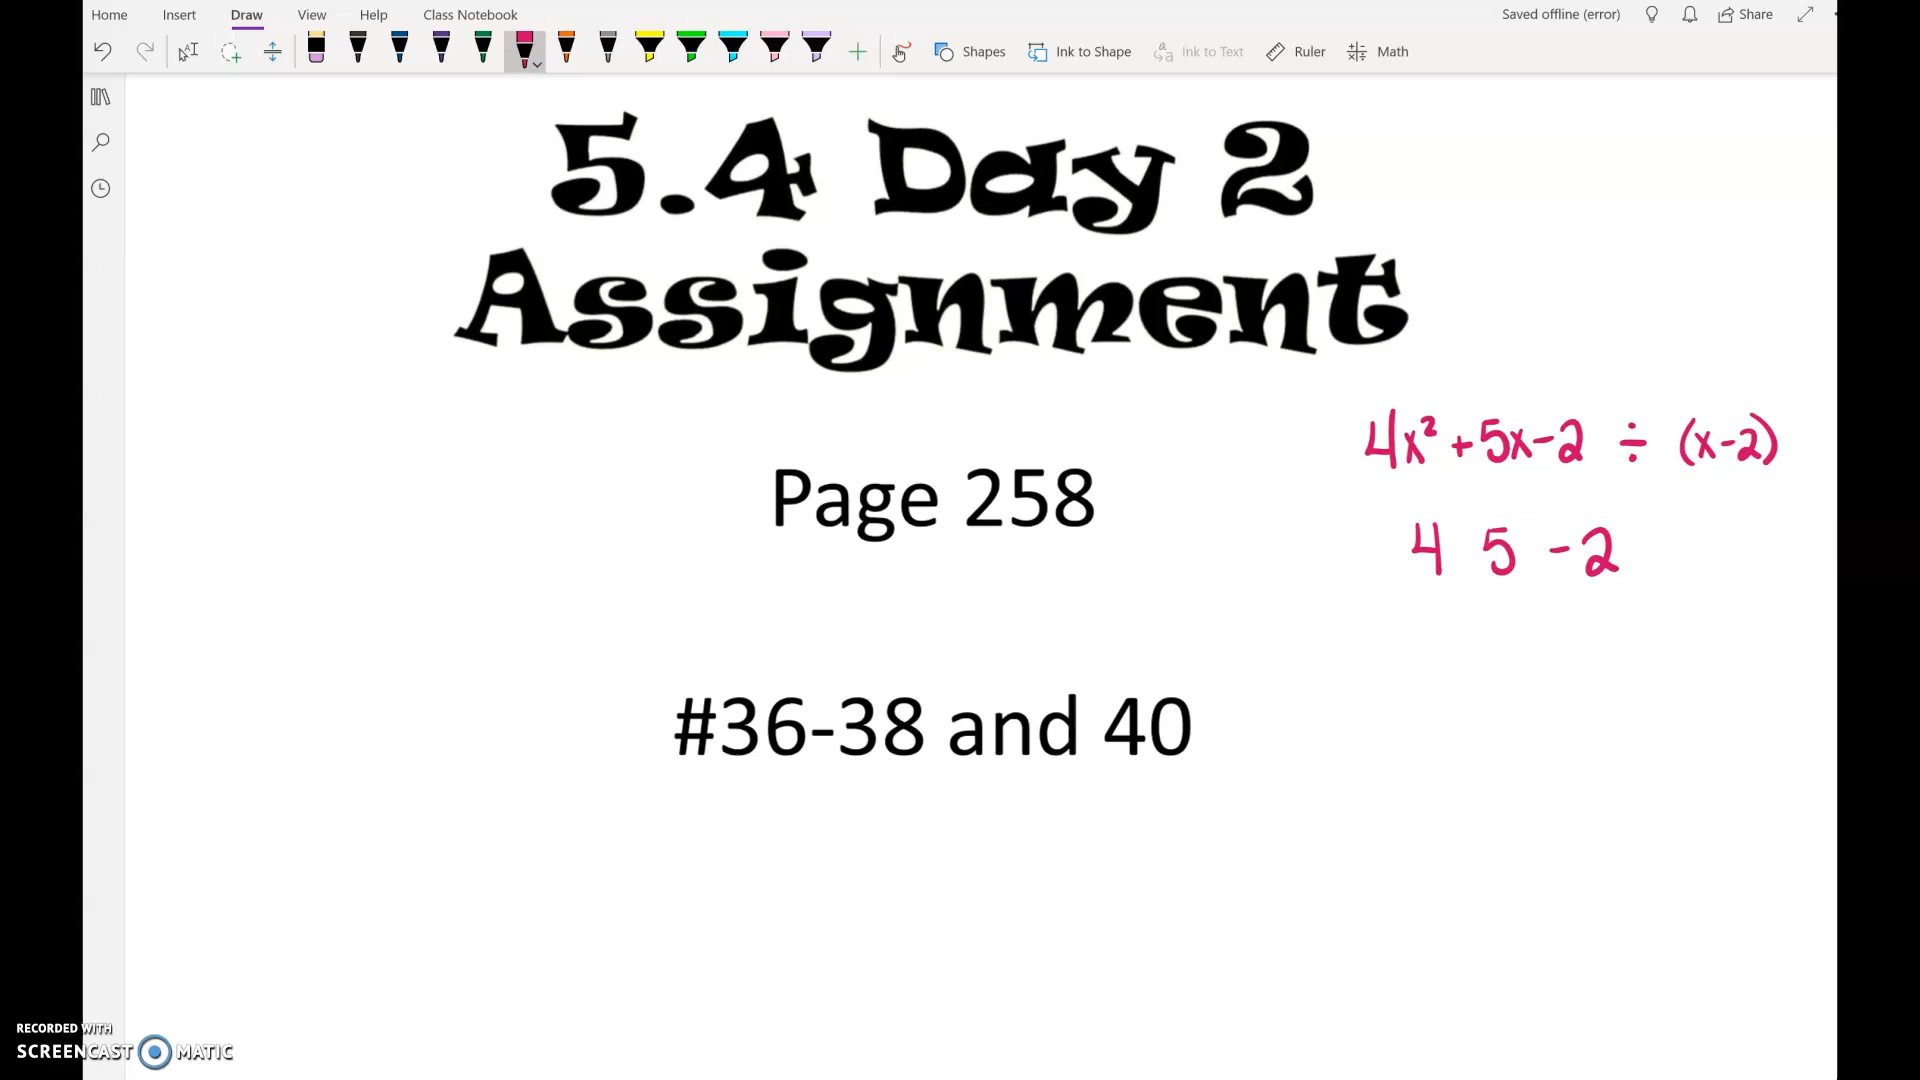 Home Insert Draw View Help Class Notebook Saved offline (error) Share
Shapes Ink to Shape Ink to Text Ruler Math
5.4 Day 2
Assignment
4x² + 5x - 2 ÷ (x - 2)
Page 258
4 5 - 2
#36-38 and 40
RECORDED WITH
SCREENCAST MATIC